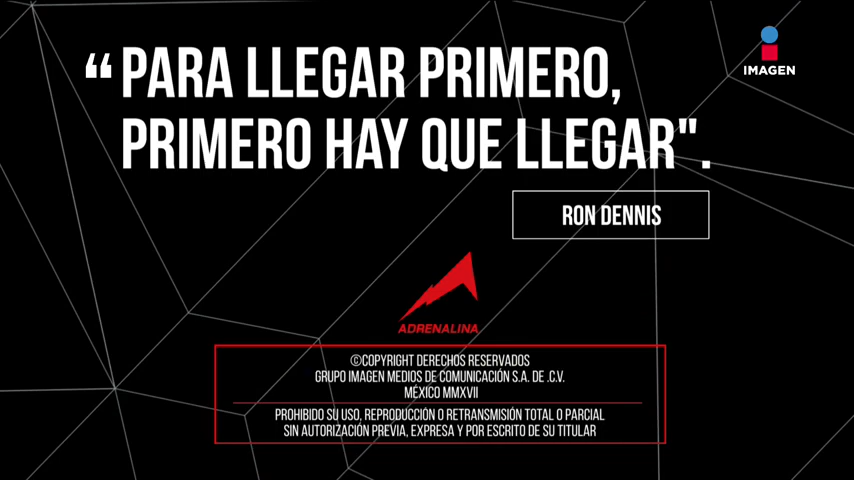 IMAGEN
“PARA LLEGAR PRIMERO,
PRIMERO HAY QUE LLEGAR".
RON DENNIS
ADRENALINA
©COPYRIGHT DERECHOS RESERVADOS
GRUPO IMAGEN MEDIOS DE COMUNICACIÓN S.A. DE .C.V.
MÉXICO MMXVII
PROHIBIDO SU USO, REPRODUCCIÓN O RETRANSMISIÓN TOTAL O PARCIAL
SIN AUTORIZACIÓN PREVIA, EXPRESA Y POR ESCRITO DE SU TITULAR